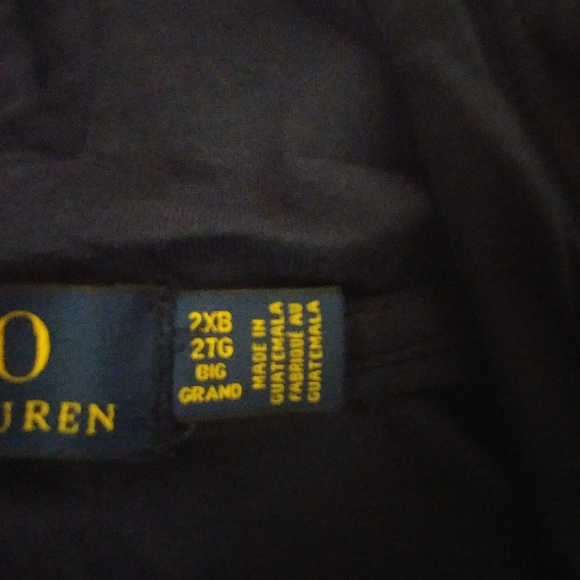 O
UREN
2XB
2TG
BIG
GRAND
MADE IN
GUATEMALA
FABRIQUÉ AU
GUATEMALA